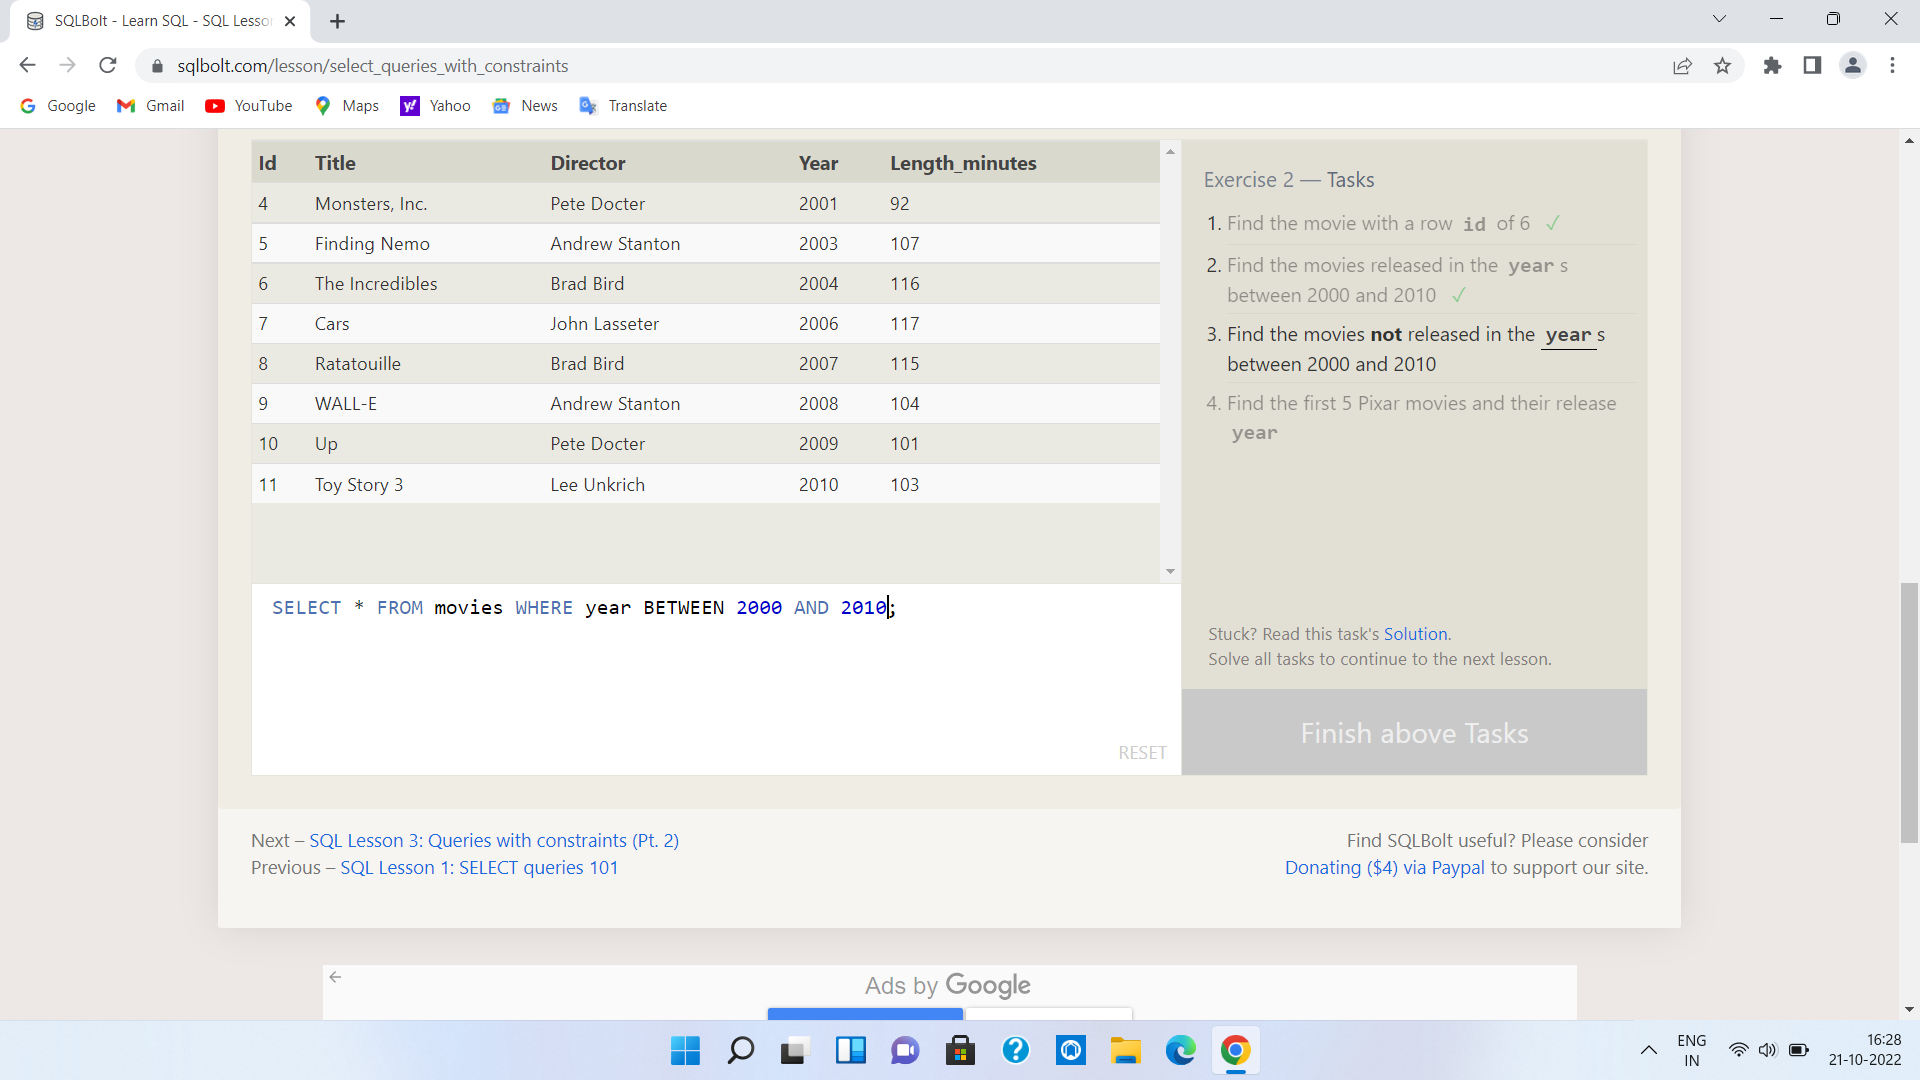 SQLBolt - Learn SQL - SQL Lesso
sqlbolt.com/lesson/select_queries_with_constraints
Google Gmail YouTube Maps Yahoo News Translate
Id Title Director Year Length_minutes
4 Monsters, Inc. Pete Docter 2001 92
5 Finding Nemo Andrew Stanton 2003 107
6 The Incredibles Brad Bird 2004 116
7 Cars John Lasseter 2006 117
8 Ratatouille Brad Bird 2007 115
9 WALL-E Andrew Stanton 2008 104
10 Up Pete Docter 2009 101
11 Toy Story 3 Lee Unkrich 2010 103
SELECT * FROM movies WHERE year BETWEEN 2000 AND 2010;
RESET
Exercise 2 — Tasks
1. Find the movie with a row id of 6 ✓
2. Find the movies released in the year s
between 2000 and 2010 ✓
3. Find the movies not released in the year s
between 2000 and 2010
4. Find the first 5 Pixar movies and their release
year
Stuck? Read this task's Solution.
Solve all tasks to continue to the next lesson.
Finish above Tasks
Next – SQL Lesson 3: Queries with constraints (Pt. 2)
Previous – SQL Lesson 1: SELECT queries 101
Find SQLBolt useful? Please consider
Donating ($4) via Paypal to support our site.
Ads by Google
ENG
IN
16:28
21-10-2022